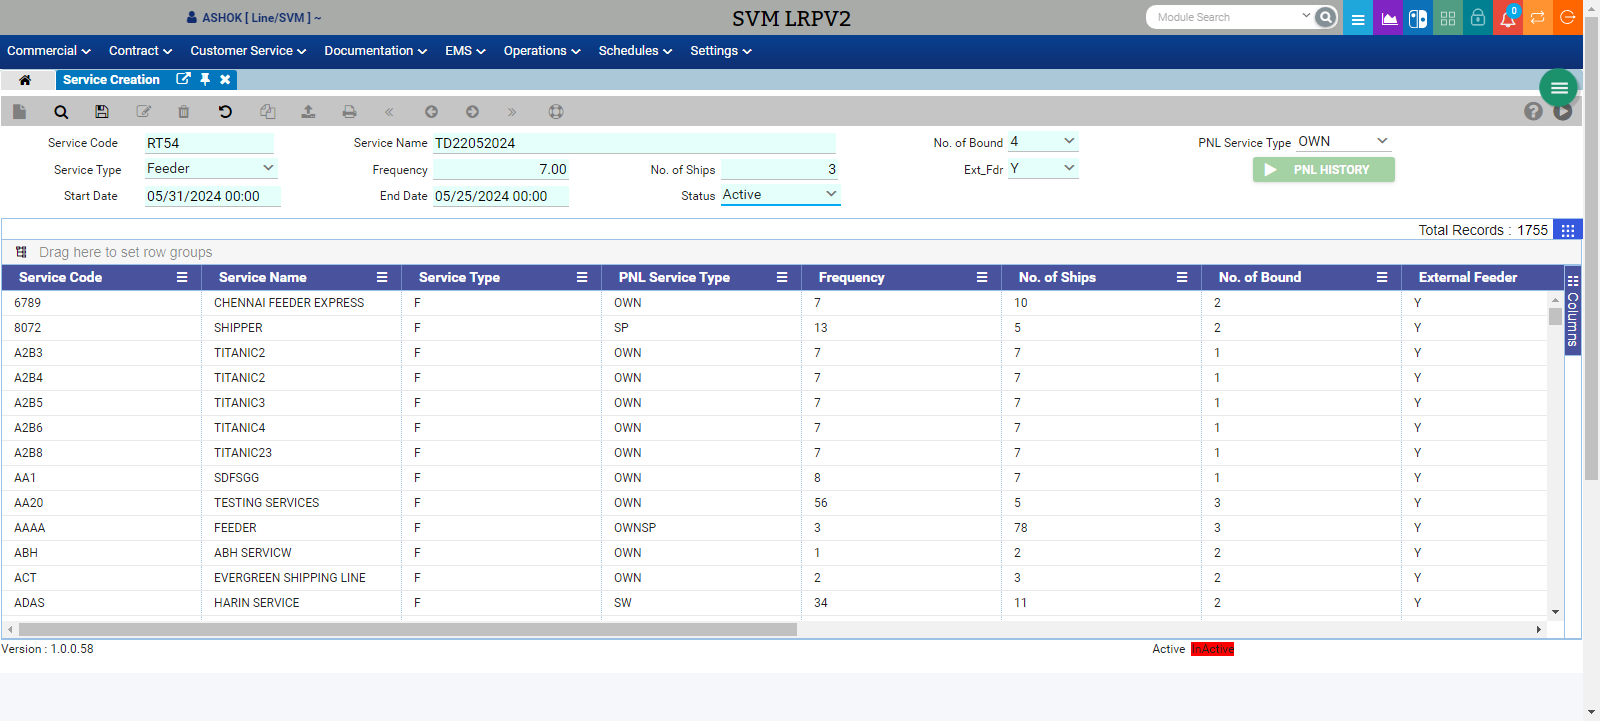 ASHOK [ Line/SVM ] ~
SVM LRPV2
Module Search
0
Commercial Contract Customer Service Documentation EMS Operations Schedules Settings
Service Creation
Service Code RT54 Service Name TD22052024 No. of Bound 4 PNL Service Type OWN
Service Type Feeder Frequency 7.00 No. of Ships 3 Ext_Fdr Y PNL HISTORY
Start Date 05/31/2024 00:00 End Date 05/25/2024 00:00 Status Active
Total Records : 1755
Drag here to set row groups
Service Code Service Name Service Type PNL Service Type Frequency No. of Ships No. of Bound External Feeder
Columns
6789 CHENNAI FEEDER EXPRESS F OWN 7 10 2 Y
8072 SHIPPER F SP 13 5 2 Y
A2B3 TITANIC2 F OWN 7 7 1 Y
A2B4 TITANIC2 F OWN 7 7 1 Y
A2B5 TITANIC3 F OWN 7 7 1 Y
A2B6 TITANIC4 F OWN 7 7 1 Y
A2B8 TITANIC23 F OWN 7 7 1 Y
AA1 SDFSGG F OWN 8 7 1 Y
AA20 TESTING SERVICES F OWN 56 5 3 Y
AAAA FEEDER F OWNSP 3 78 3 Y
ABH ABH SERVICW F OWN 1 2 2 Y
ACT EVERGREEN SHIPPING LINE F OWN 2 3 2 Y
ADAS HARIN SERVICE F SW 34 11 2 Y
Version : 1.0.0.58
Active InActive